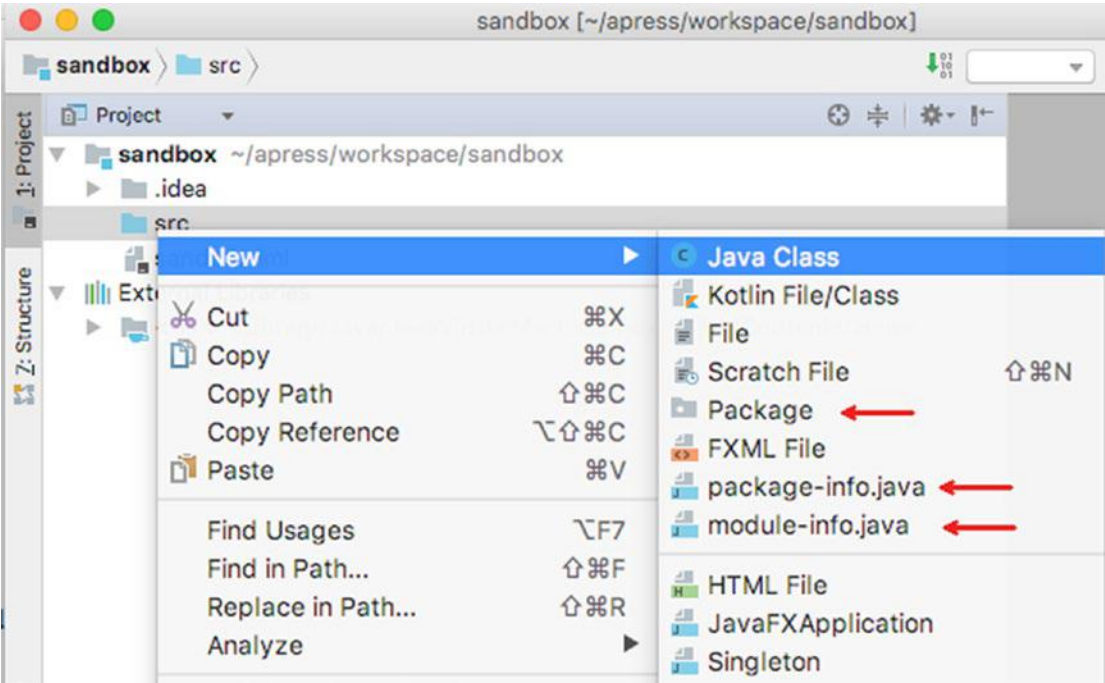 sandbox [~/apress/workspace/sandbox]
sandbox src
Project
1: Project
sandbox ~/apress/workspace/sandbox
.idea
src
Z: Structure
New
Cut ⌘X
Copy ⌘C
Copy Path ⇧⌘C
Copy Reference ⌥⇧⌘C
Paste ⌘V
Find Usages ⌥F7
Find in Path... ⇧⌘F
Replace in Path... ⇧⌘R
Analyze
Java Class
Kotlin File/Class
File
Scratch File ⇧⌘N
Package
FXML File
package-info.java
module-info.java
HTML File
JavaFXApplication
Singleton